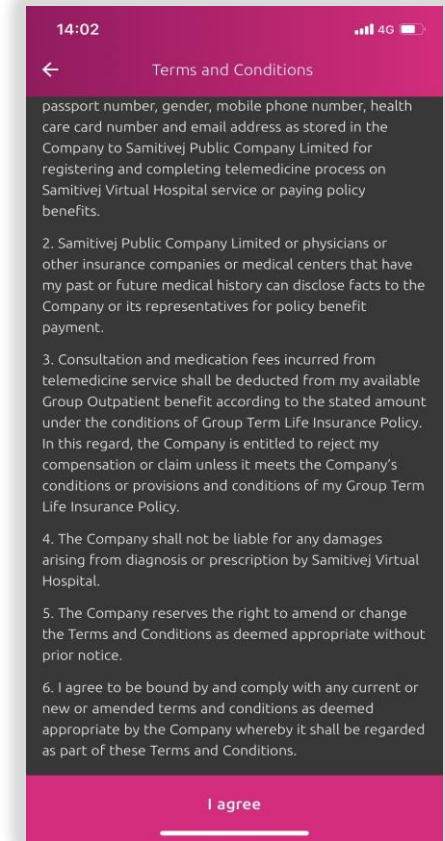 14:02
4G
Terms and Conditions
passport number, gender, mobile phone number, health
care card number and email address as stored in the
Company to Samitivej Public Company Limited for
registering and completing telemedicine process on
Samitivej Virtual Hospital service or paying policy
benefits.
2. Samitivej Public Company Limited or physicians or
other insurance companies or medical centers that have
my past or future medical history can disclose facts to the
Company or its representatives for policy benefit
payment.
3. Consultation and medication fees incurred from
telemedicine service shall be deducted from my available
Group Outpatient benefit according to the stated amount
under the conditions of Group Term Life Insurance Policy.
In this regard, the Company is entitled to reject my
compensation or claim unless it meets the Company's
conditions or provisions and conditions of my Group Term
Life Insurance Policy.
4. The Company shall not be liable for any damages
arising from diagnosis or prescription by Samitivej Virtual
Hospital.
5. The Company reserves the right to amend or change
the Terms and Conditions as deemed appropriate without
prior notice.
6. I agree to be bound by and comply with any current or
new or amended terms and conditions as deemed
appropriate by the Company whereby it shall be regarded
as part of these Terms and Conditions.
I agree